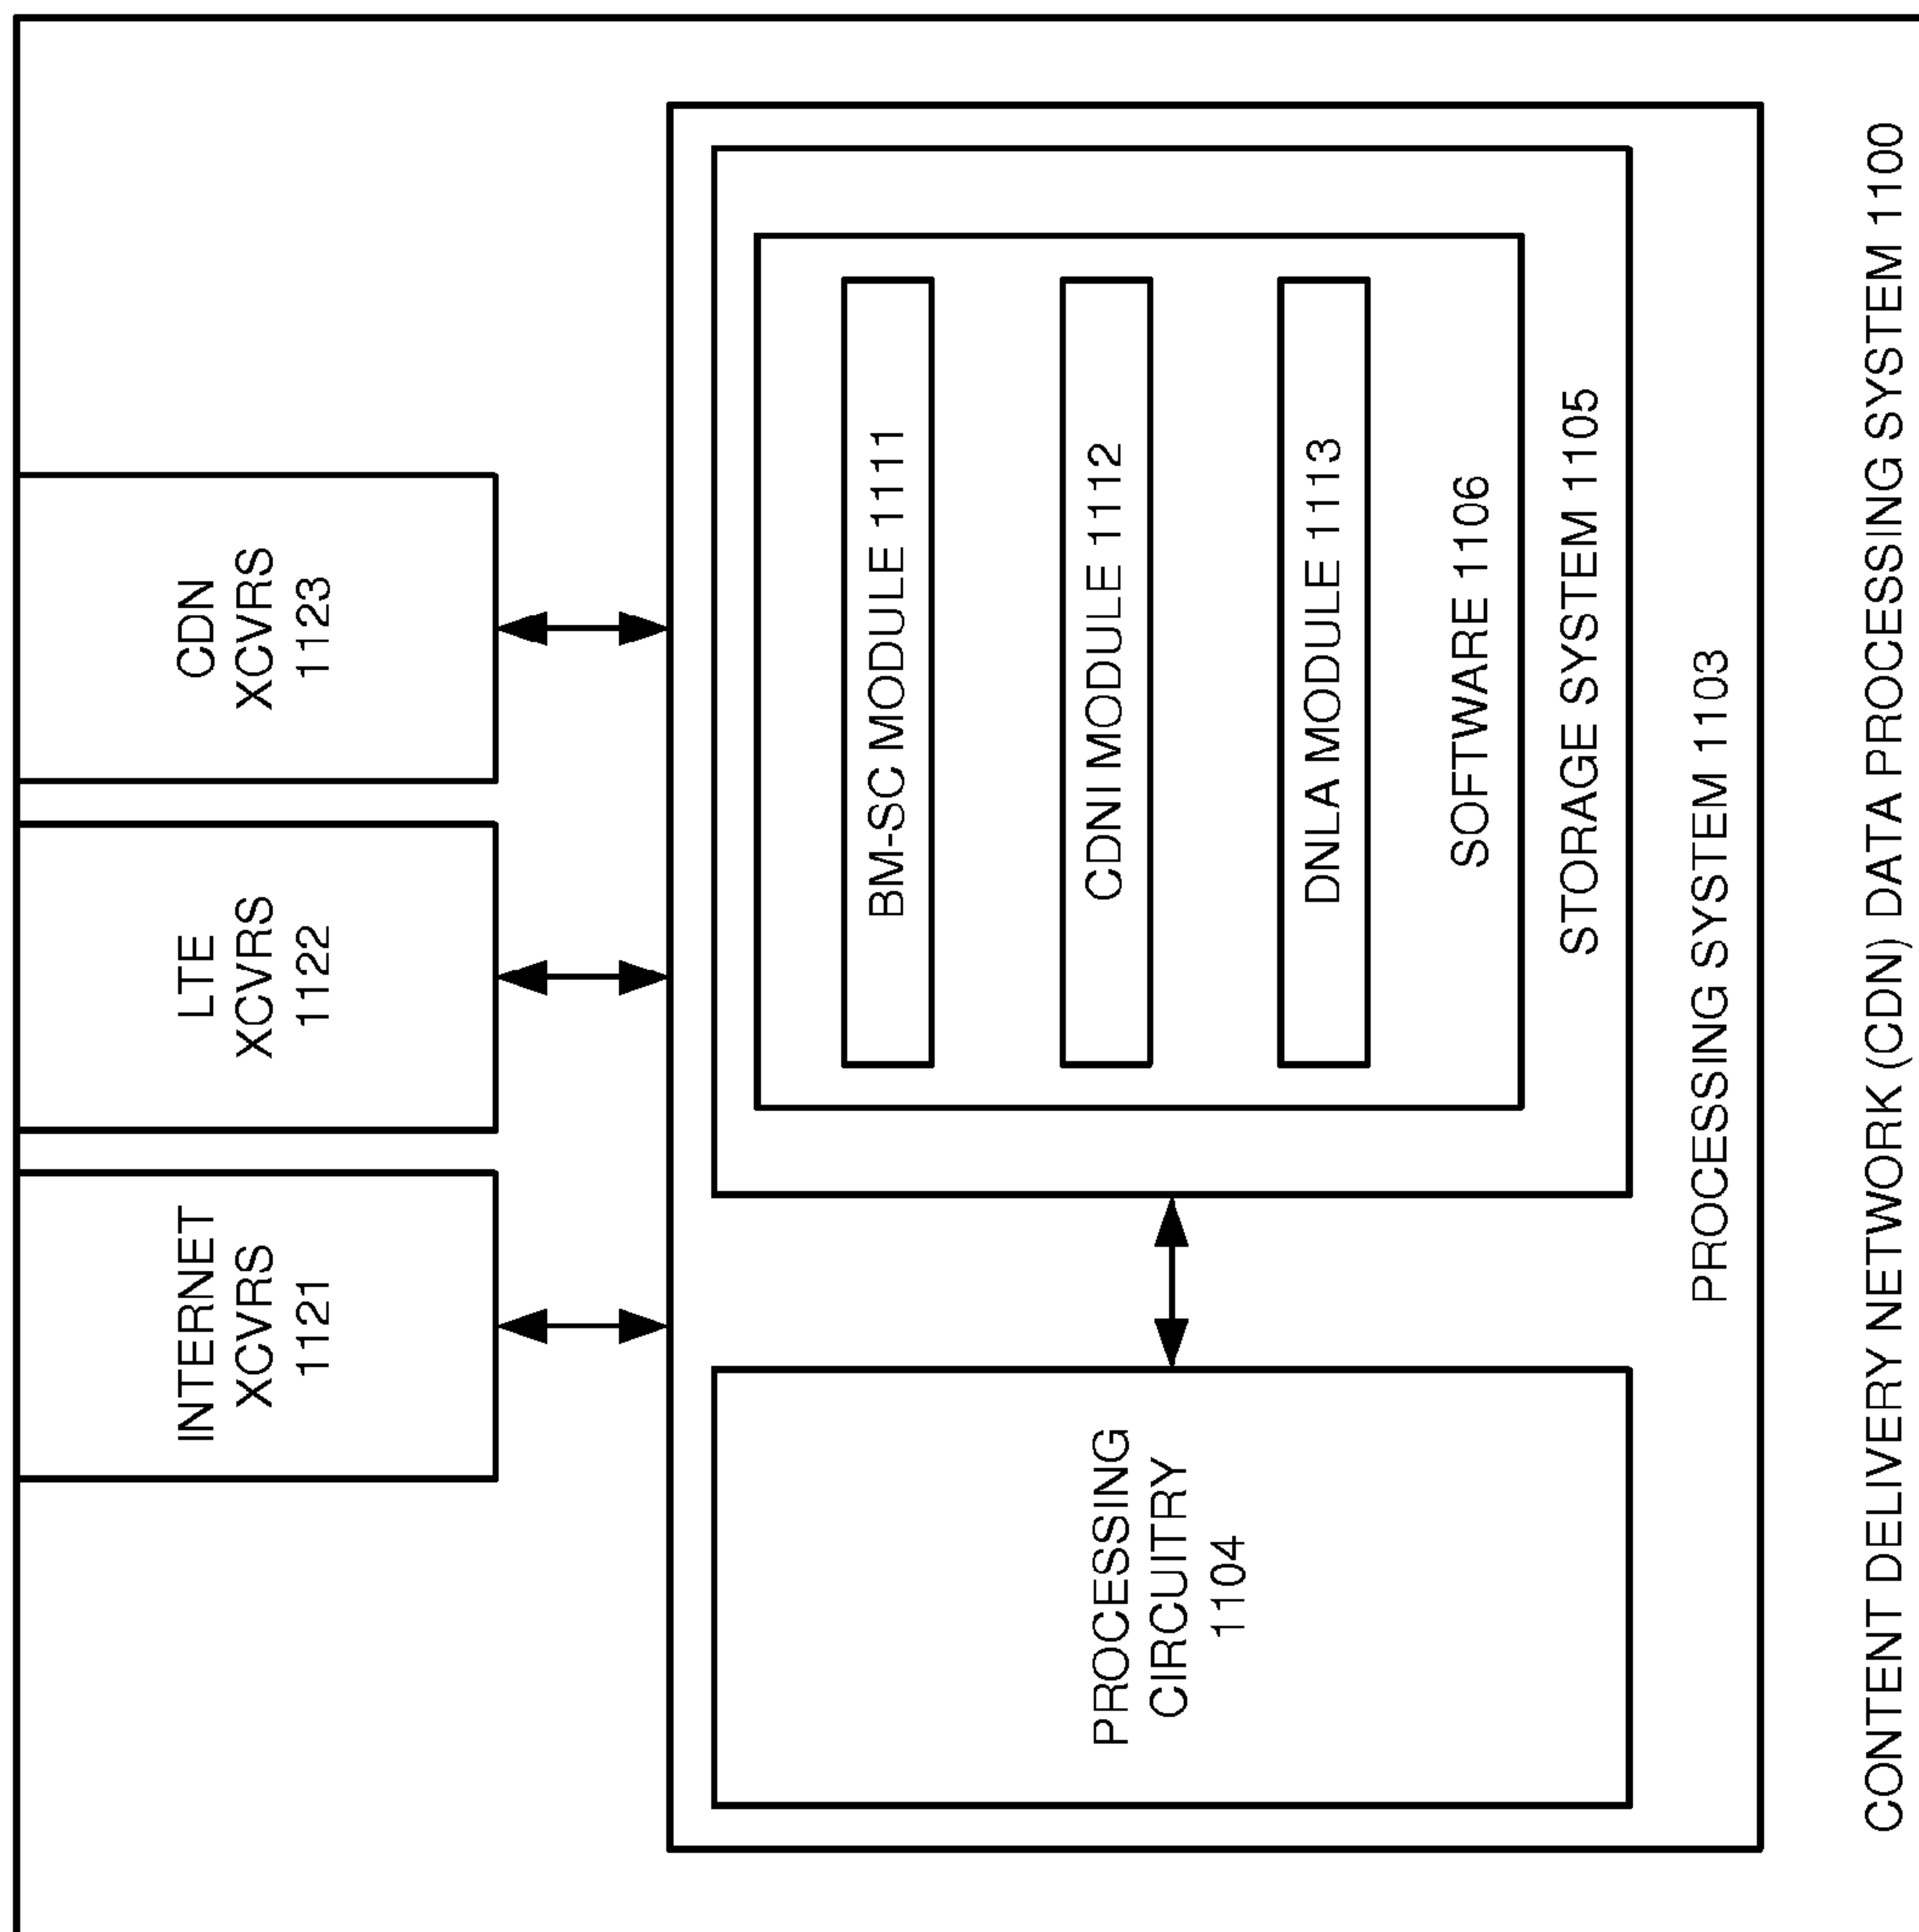 INTERNET
XCVRS
1121
LTE
XCVRS
1122
CDN
XCVRS
1123
PROCESSING
CIRCUITRY
1104
BM-SC MODULE 1111
CDNI MODULE 1112
DNLA MODULE 1113
SOFTWARE 1106
STORAGE SYSTEM 1105
PROCESSING SYSTEM 1103
CONTENT DELIVERY NETWORK (CDN) DATA PROCESSING SYSTEM 1100